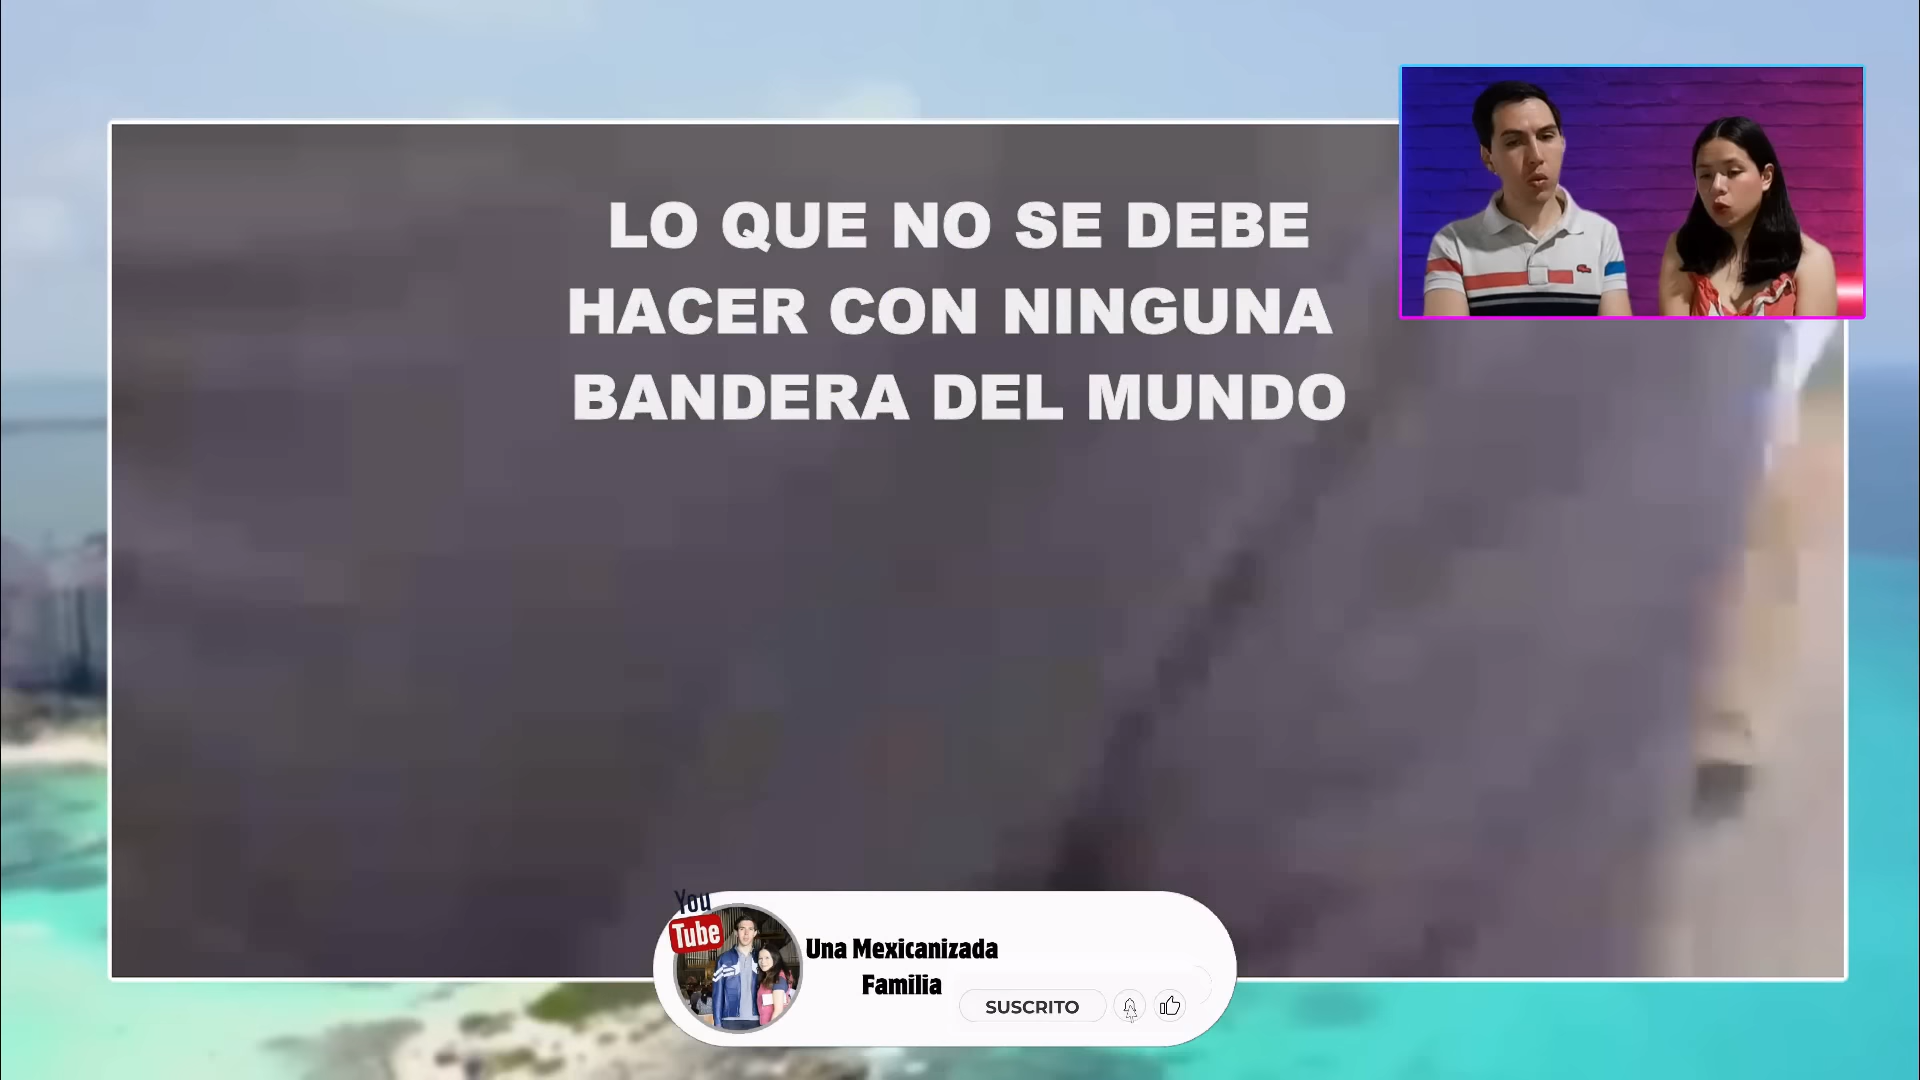 LO QUE NO SE DEBE
HACER CON NINGUNA
BANDERA DEL MUNDO
You
Tube
Una Mexicanizada
Familia
SUSCRITO